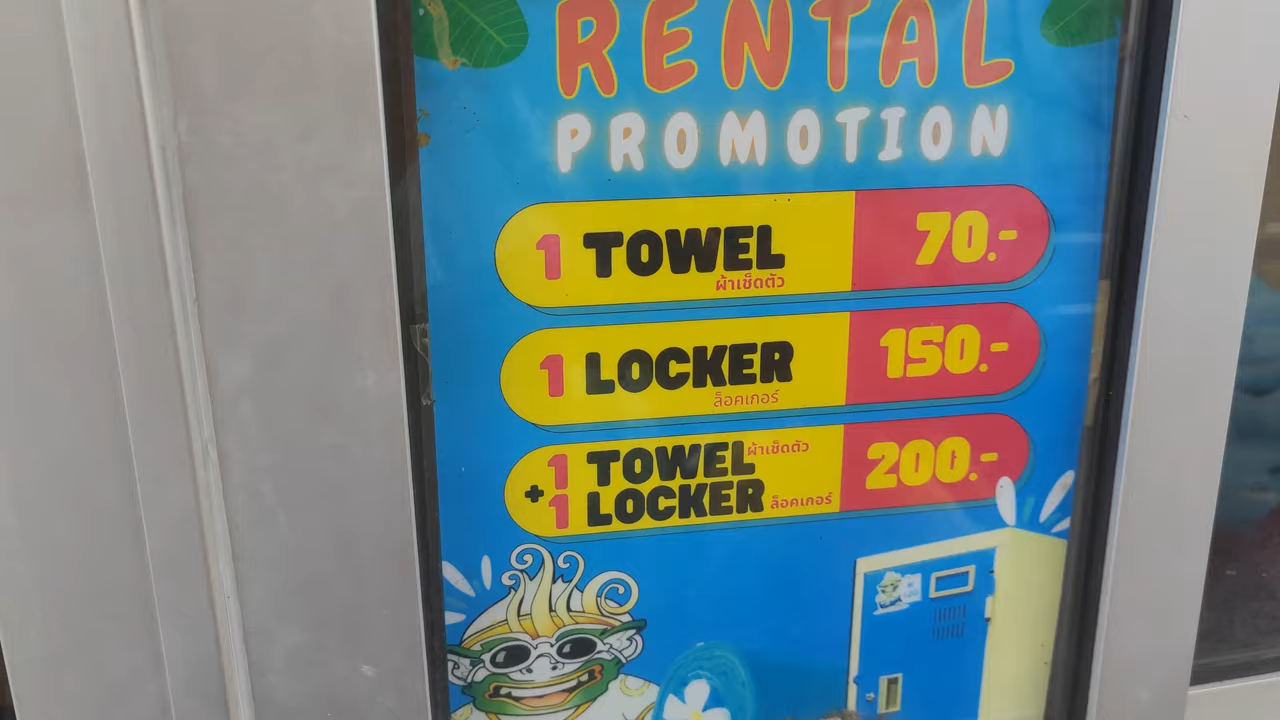 RENTAL
PROMOTION
1 TOWEL 70.-
ผ้าเช็ดตัว
1 LOCKER 150.-
ล็อคเกอร์
1 TOWEL ผ้าเช็ดตัว
+1 LOCKER ล็อคเกอร์ 200.-